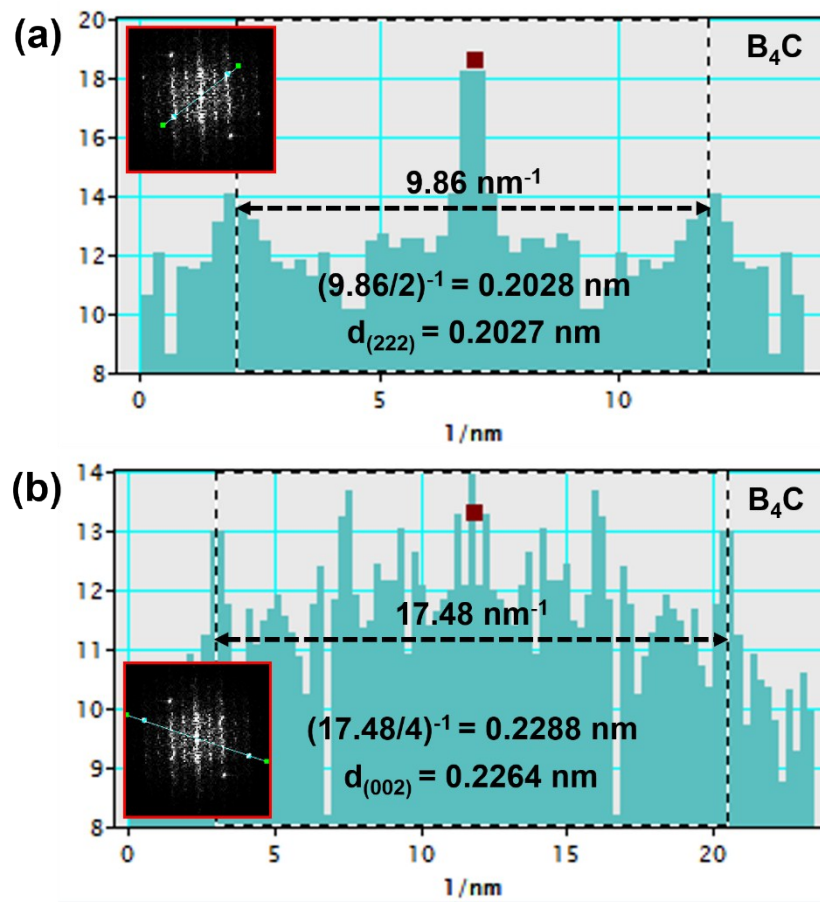 (a)
B₄C
20
18
16
14
12
10
8
9.86 nm⁻¹
(9.86/2)⁻¹ = 0.2028 nm
d₍₂₂₂₎ = 0.2027 nm
0 5 10
1/nm
(b)
B₄C
14
13
12
11
10
9
8
17.48 nm⁻¹
(17.48/4)⁻¹ = 0.2288 nm
d₍₀₀₂₎ = 0.2264 nm
0 5 10 15 20
1/nm